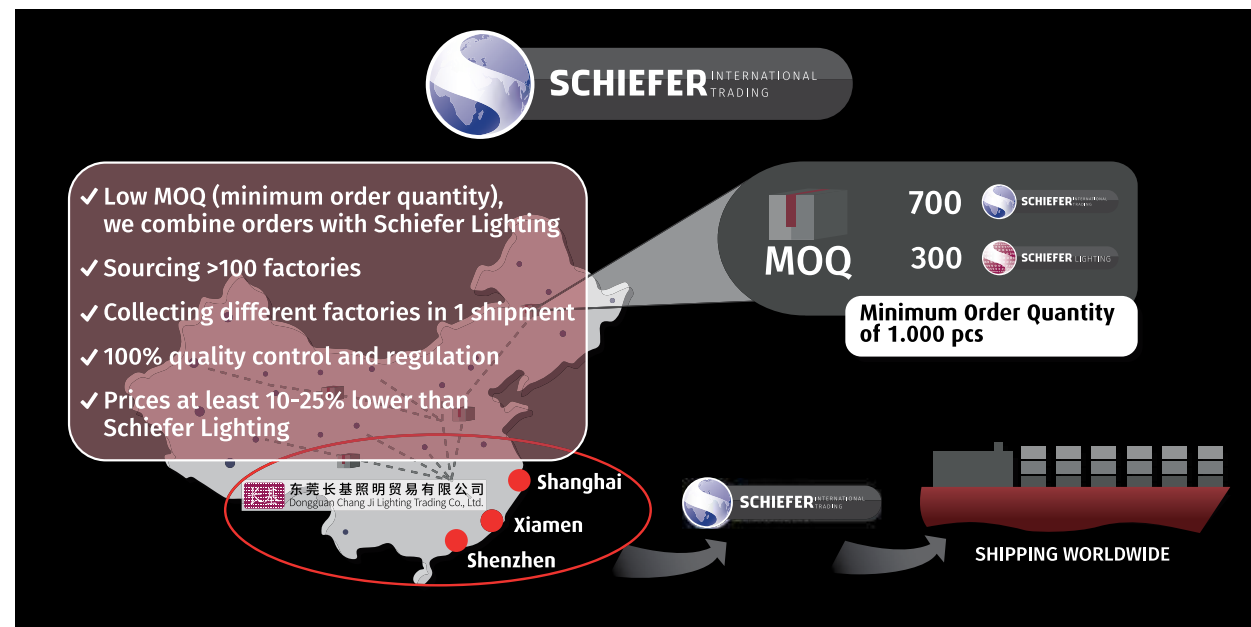 SCHIEFER INTERNATIONAL TRADING
✓ Low MOQ (minimum order quantity),
we combine orders with Schiefer Lighting
✓ Sourcing >100 factories
✓ Collecting different factories in 1 shipment
✓ 100% quality control and regulation
✓ Prices at least 10-25% lower than
Schiefer Lighting
MOQ
700 SCHIEFER INTERNATIONAL TRADING
300 SCHIEFER LIGHTING
Minimum Order Quantity
of 1.000 pcs
长基 东莞长基照明贸易有限公司
Dongguan Chang Ji Lighting Trading Co., Ltd.
Shanghai
Xiamen
Shenzhen
SCHIEFER INTERNATIONAL TRADING
SHIPPING WORLDWIDE